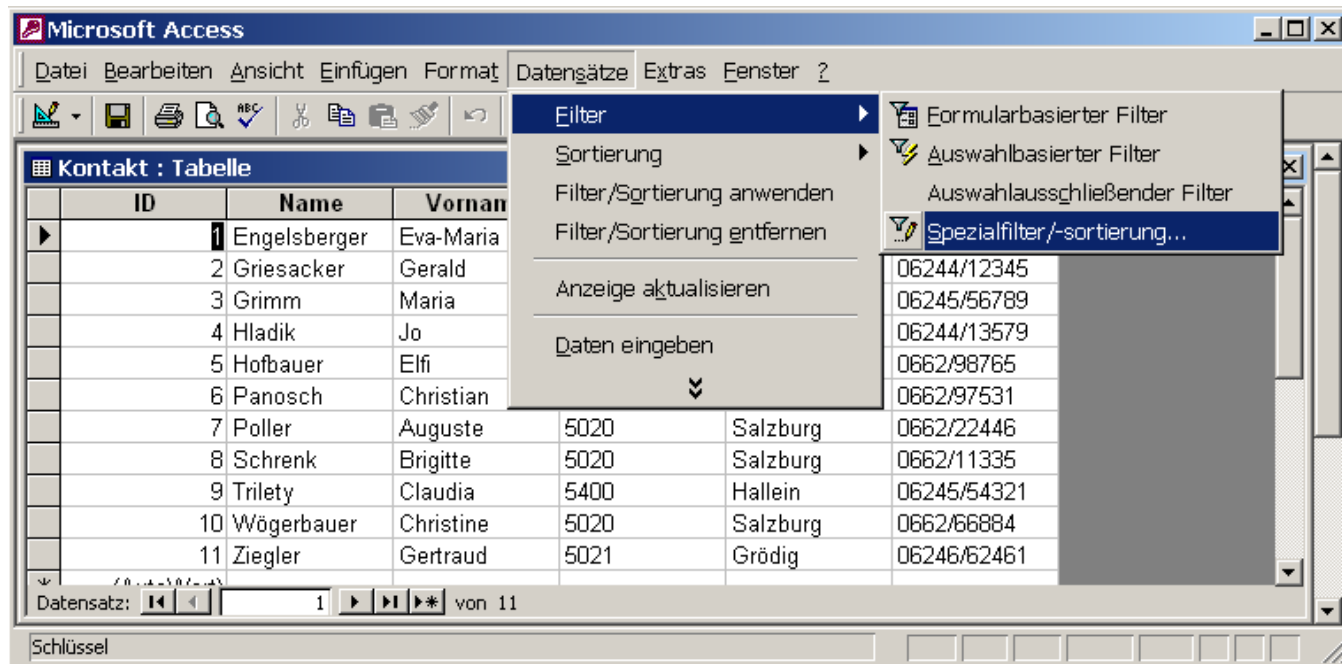 Microsoft Access
Datei Bearbeiten Ansicht Einfügen Format Datensätze Extras Fenster ?
Filter
Sortierung
Filter/Sortierung anwenden
Filter/Sortierung entfernen
Anzeige aktualisieren
Daten eingeben
Formularbasierter Filter
Auswahlbasierter Filter
Auswahlausschließender Filter
Spezialfilter/-sortierung...
ABC
Kontakt : Tabelle
ID Name
1 Engelsberger Eva-Maria
2 Griesacker Gerald 06244/12345
3 Grimm Maria 06245/56789
4 Hladik Jo 06244/13579
5 Hofbauer Elfi 0662/98765
6 Panosch Christian 0662/97531
7 Poller Auguste 5020 Salzburg 0662/22446
8 Schrenk Brigitte 5020 Salzburg 0662/11335
9 Trilety Claudia 5400 Hallein 06245/54321
10 Wögerbauer Christine 5020 Salzburg 0662/66884
11 Ziegler Gertraud 5021 Grödig 06246/62461
Datensatz: 1 von 11
Schlüssel